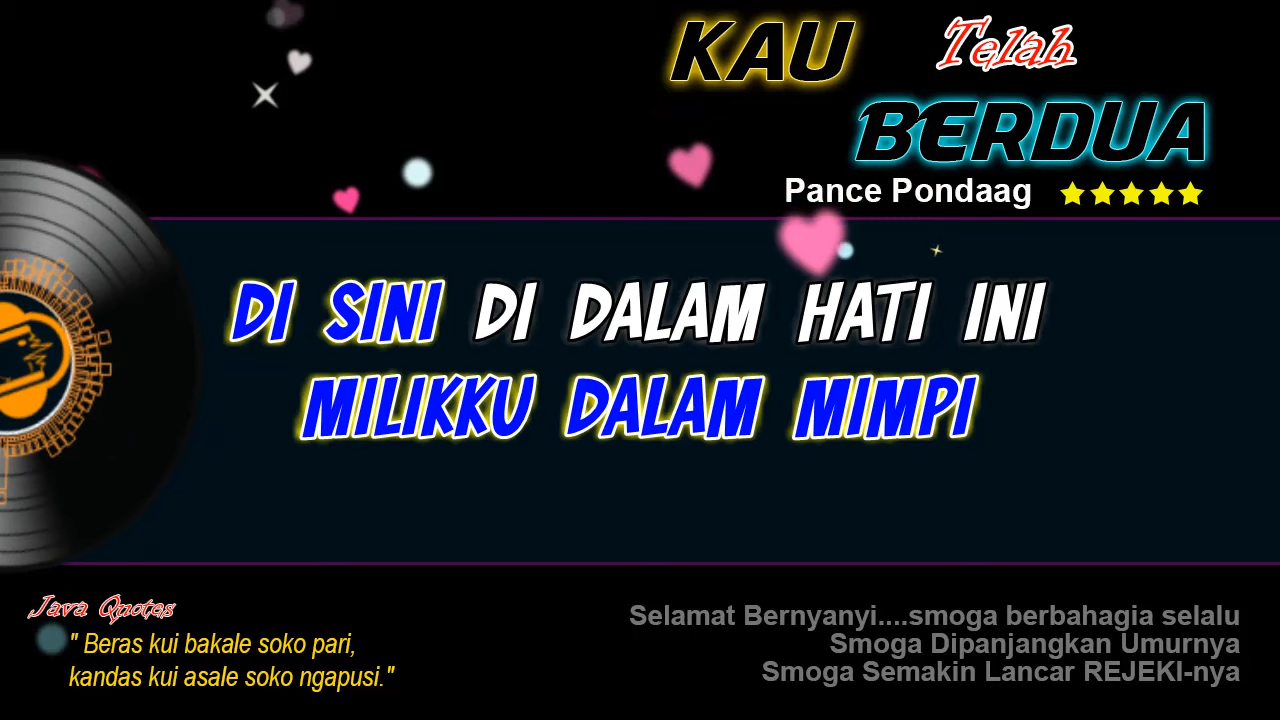 KAU Telah
BERDUA
Pance Pondaag
DI SINI DI DALAM HATI INI
MILIKKU DALAM MIMPI
Java Quotes
" Beras kui bakale soko pari,
kandas kui asale soko ngapusi."
Selamat Bernyanyi....smoga berbahagia selalu
Smoga Dipanjangkan Umurnya
Smoga Semakin Lancar REJEKI-nya